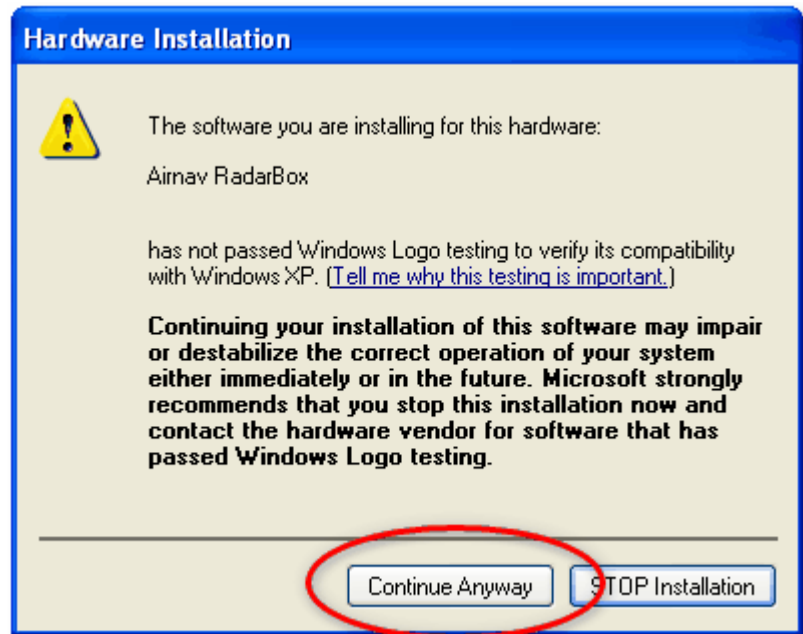 Hardware Installation
The software you are installing for this hardware:
Airnav RadarBox
has not passed Windows Logo testing to verify its compatibility
with Windows XP. (Tell me why this testing is important.)
Continuing your installation of this software may impair
or destabilize the correct operation of your system
either immediately or in the future. Microsoft strongly
recommends that you stop this installation now and
contact the hardware vendor for software that has
passed Windows Logo testing.
Continue Anyway
STOP Installation